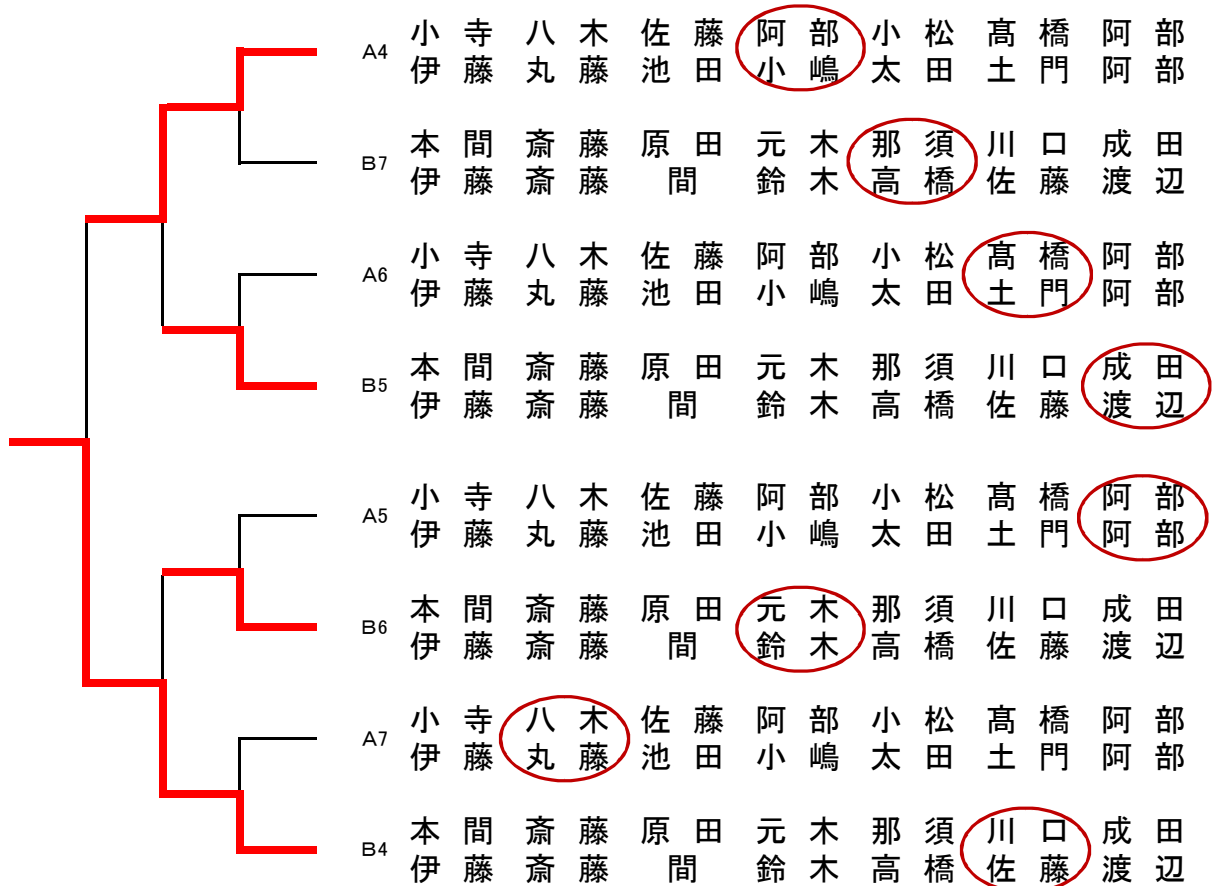 小寺 八木 佐藤 阿部 小松 髙橋 阿部
A4
伊藤 丸藤 池田 小嶋 太田 土門 阿部
本間 斎藤 原田 元木 那須 川口 成田
B7
伊藤 斎藤 間 鈴木 高橋 佐藤 渡辺
小寺 八木 佐藤 阿部 小松 髙橋 阿部
A6
伊藤 丸藤 池田 小嶋 太田 土門 阿部
本間 斎藤 原田 元木 那須 川口 成田
B5
伊藤 斎藤 間 鈴木 高橋 佐藤 渡辺
小寺 八木 佐藤 阿部 小松 髙橋 阿部
A5
伊藤 丸藤 池田 小嶋 太田 土門 阿部
本間 斎藤 原田 元木 那須 川口 成田
B6
伊藤 斎藤 間 鈴木 高橋 佐藤 渡辺
小寺 八木 佐藤 阿部 小松 髙橋 阿部
A7
伊藤 丸藤 池田 小嶋 太田 土門 阿部
本間 斎藤 原田 元木 那須 川口 成田
B4
伊藤 斎藤 間 鈴木 高橋 佐藤 渡辺